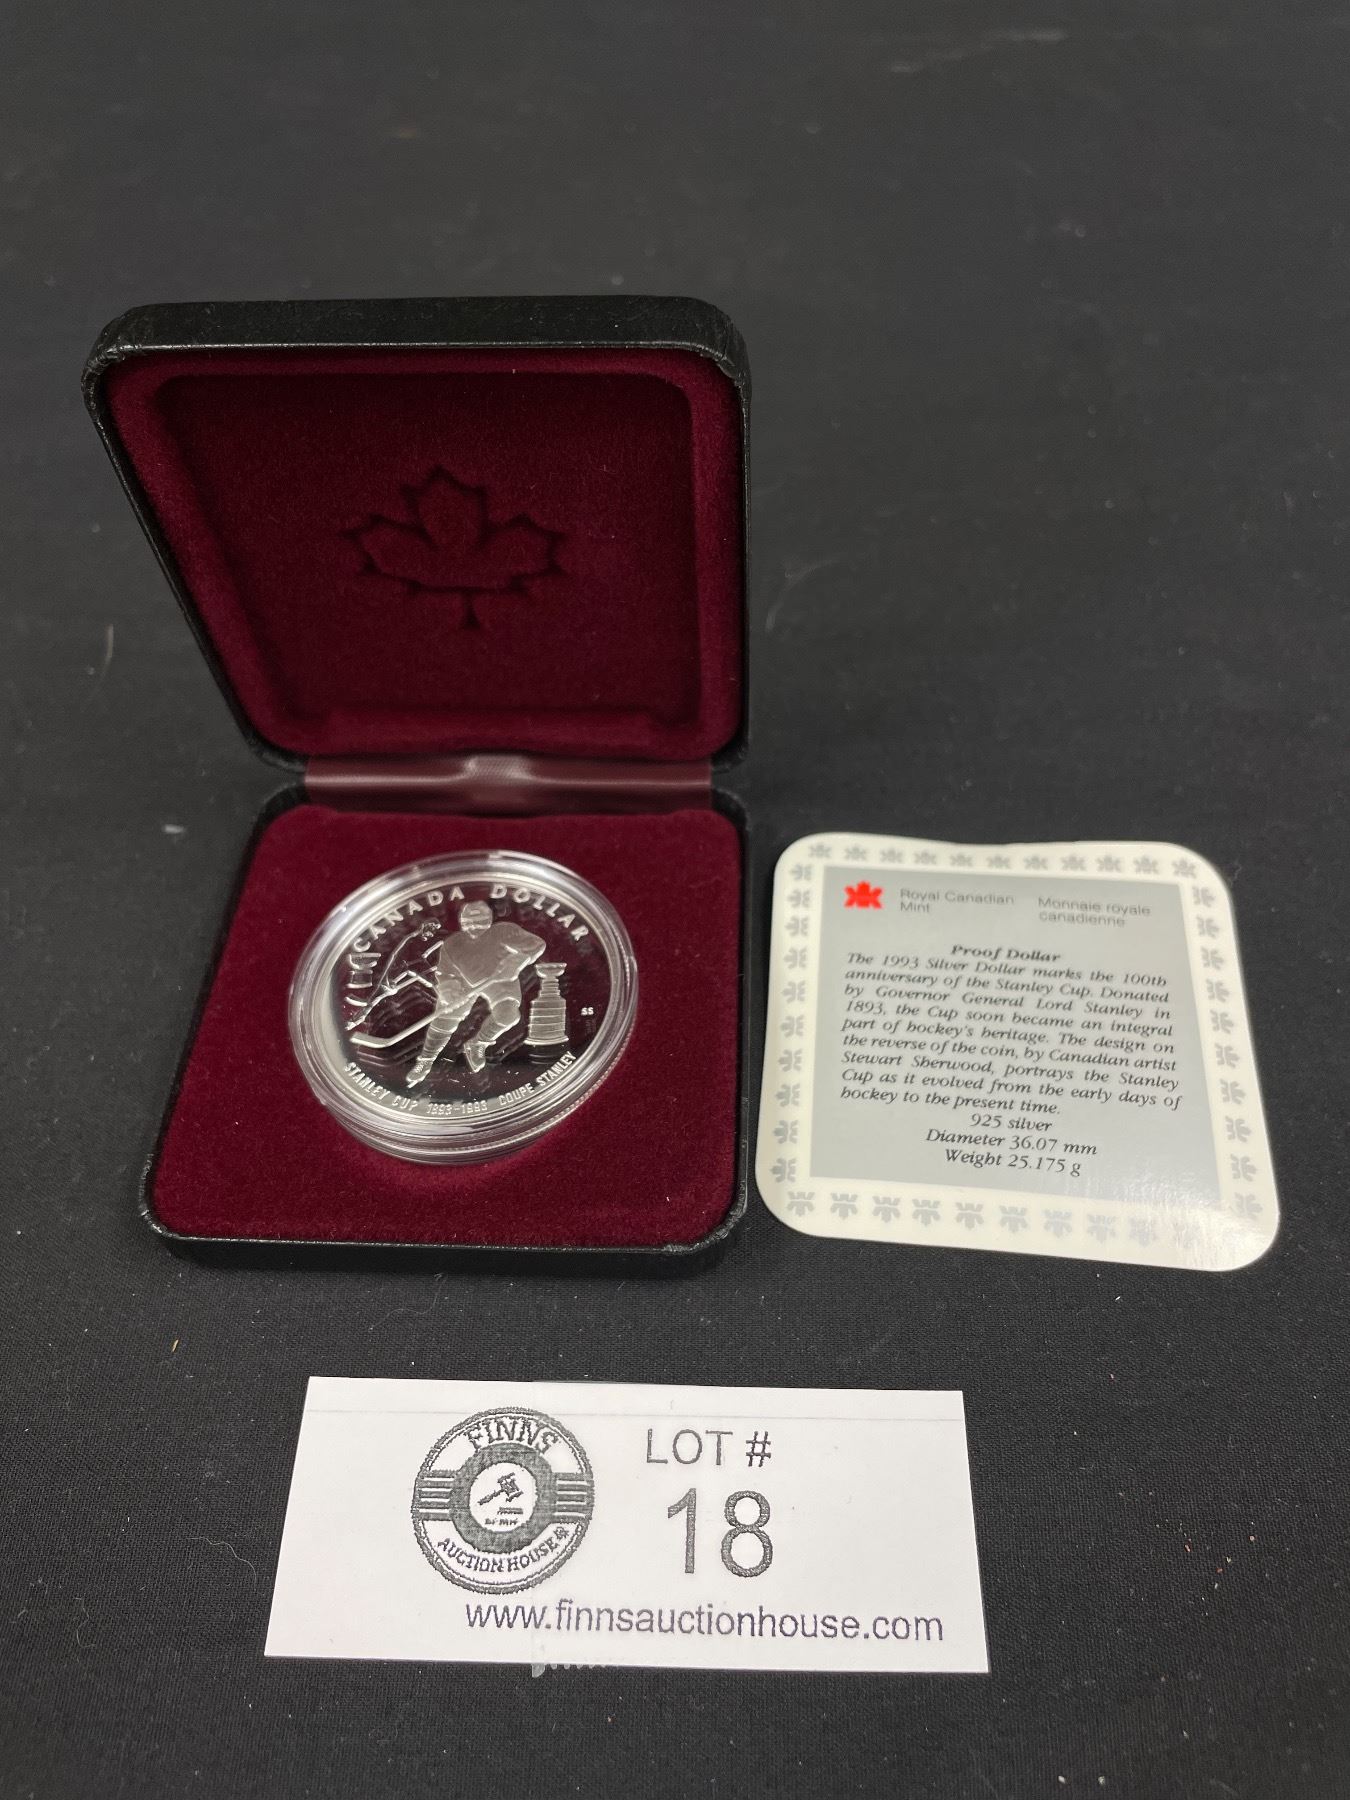 CANADA DOLLAR
SS
STANLEY CUP 1893-1993 COUPE STANLEY
Royal Canadian Mint
Monnaie royale canadienne
Proof Dollar
The 1993 Silver Dollar marks the 100th
anniversary of the Stanley Cup. Donated
by Governor General Lord Stanley in
1893, the Cup soon became an integral
part of hockey's heritage. The design on
the reverse of the coin, by Canadian artist
Stewart Sherwood, portrays the Stanley
Cup as it evolved from the early days of
hockey to the present time.
925 silver
Diameter 36.07 mm
Weight 25.175 g
FINNS
AUCTION HOUSE
LOT #
18
www.finnsauctionhouse.com